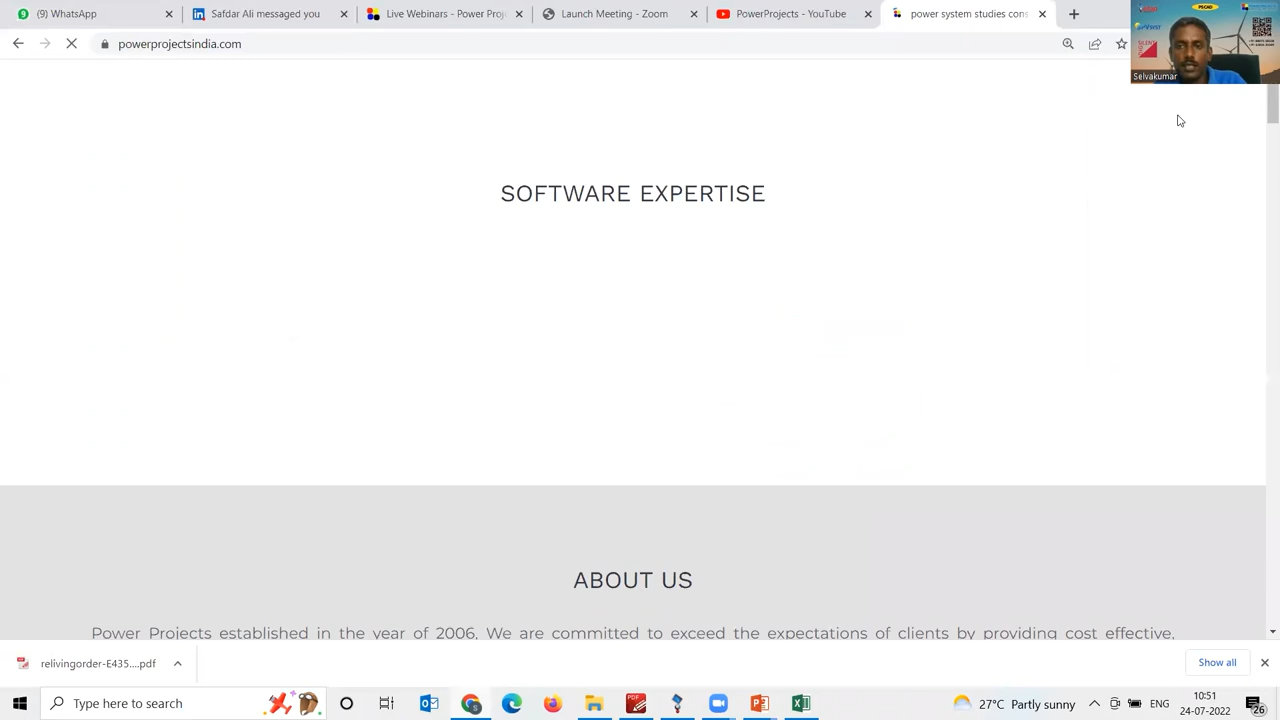 (9) WhatsApp
Safdar Ali messaged you
Live Webinars - Power Proj
Launch Meeting - Zoom
PowerProjects - YouTube
power system studies cons
powerprojectsindia.com
PSCAD
Selvakumar
SOFTWARE EXPERTISE
ABOUT US
Power Projects established in the year of 2006. We are committed to exceed the expectations of clients by providing cost effective,
relivingorder-E435....pdf
Show all
Type here to search
27°C Partly sunny
ENG
10:51
24-07-2022
26